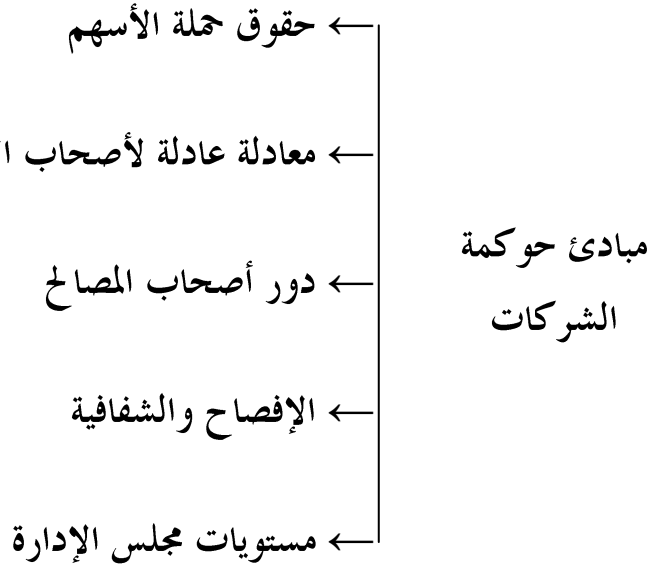 مبادئ حوكمة
الشركات
حقوق حملة الأسهم
معادلة عادلة لأصحاب
دور أصحاب المصالح
الإفصاح والشفافية
مستويات مجلس الإدارة